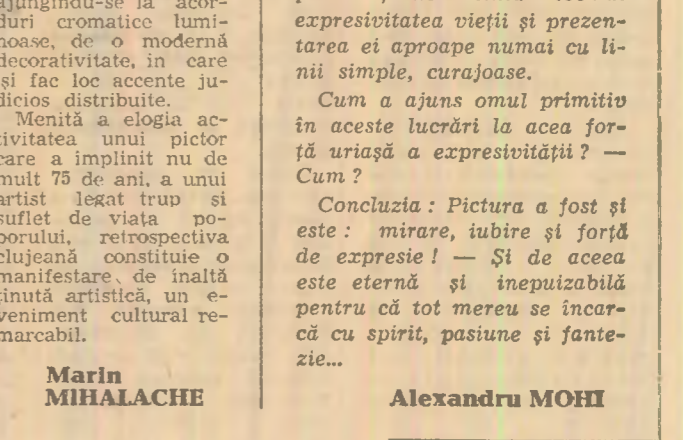 ajungîndu-se la acor-
duri cromatice lumi-
noase, de o modernă
decorativitate, in care
își fac loc accente ju-
dicios distribuite.
Menită a elogia ac-
tivitatea unui pictor
care a implinit nu de
mult 75 de ani, a unui
artist legat trup și
suflet de viața po-
porului, retrospectiva
clujeană constituie o
manifestare de inaltă
ținută artistică, un e-
veniment cultural re-
marcabil.
Marin
MIHALACHE
expresivitatea vieții și prezen-
tarea ei aproape numai cu li-
nii simple, curajoase.
Cum a ajuns omul primitiv
în aceste lucrări la acea for-
ță uriașă a expresivității ? —
Cum ?
Concluzia : Pictura a fost și
este : mirare, iubire și forță
de expresie ! — Și de aceea
este eternă și inepuizabilă
pentru că tot mereu se încar-
că cu spirit, pasiune și fante-
zie...
Alexandru MOHI